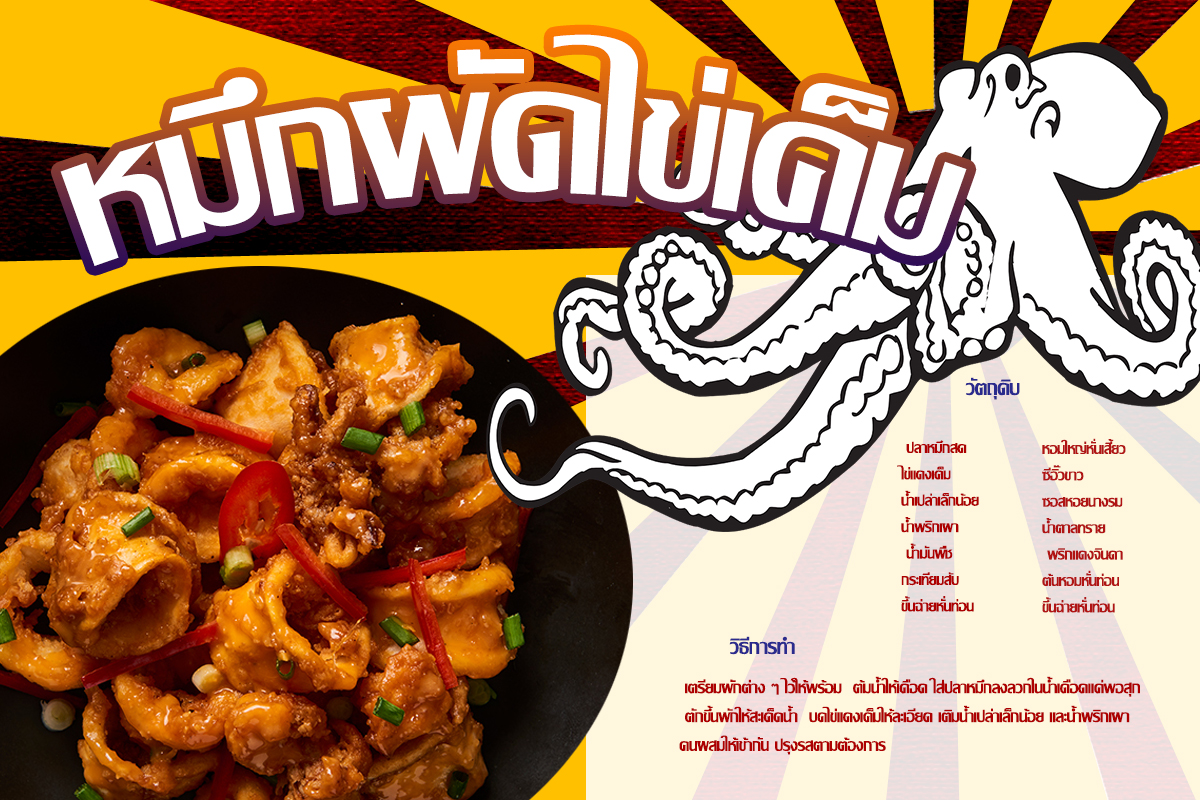 หมึกผัดไข่เค็ม
วัตถุดิบ
ปลาหมึกสด
ไข่แดงเค็ม
น้ำเปล่าเล็กน้อย
น้ำพริกเผา
น้ำมันพืช
กระเทียมสับ
ขึ้นฉ่ายหั่นท่อน
หอมใหญ่หั่นเสี้ยว
ซีอิ๊วขาว
ซอสหอยนางรม
น้ำตาลทราย
พริกแดงจินดา
ต้นหอมหั่นท่อน
ขึ้นฉ่ายหั่นท่อน
วิธีการทำ
เตรียมผักต่าง ๆ ไว้ให้พร้อม ต้มน้ำให้เดือด ใส่ปลาหมึกลงลวกในน้ำเดือดแค่พอสุก
ตักขึ้นพักให้สะเด็ดน้ำ บดไข่แดงเค็มให้ละเอียด เติมน้ำเปล่าเล็กน้อย และน้ำพริกเผา
คนผสมให้เข้ากัน ปรุงรสตามต้องการ